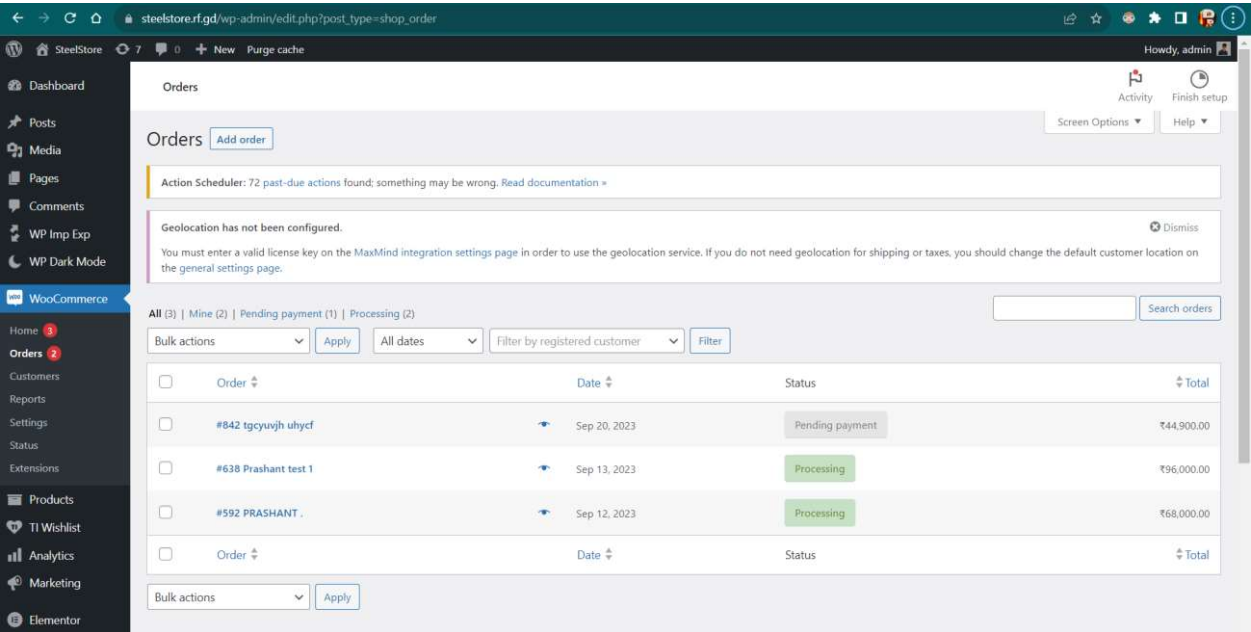 steelstore.rf.gd/wp-admin/edit.php?post_type=shop_order
SteelStore 7 0 + New Purge cache Howdy, admin
Dashboard
Posts
Media
Pages
Comments
WP Imp Exp
WP Dark Mode
WooCommerce
Home 3
Orders 2
Customers
Reports
Settings
Status
Extensions
Products
TI Wishlist
Analytics
Marketing
Elementor
Orders
Activity Finish setup
Screen Options ▼ Help ▼
Orders Add order
Action Scheduler: 72 past-due actions found; something may be wrong. Read documentation »
Geolocation has not been configured. Dismiss
You must enter a valid license key on the MaxMind integration settings page in order to use the geolocation service. If you do not need geolocation for shipping or taxes, you should change the default customer location on
the general settings page.
All (3) | Mine (2) | Pending payment (1) | Processing (2) Search orders
Bulk actions Apply All dates Filter by registered customer Filter
Order Date Status Total
#842 tgcyuvjh uhycf Sep 20, 2023 Pending payment ₹44,900.00
#638 Prashant test 1 Sep 13, 2023 Processing ₹96,000.00
#592 PRASHANT . Sep 12, 2023 Processing ₹68,000.00
Order Date Status Total
Bulk actions Apply